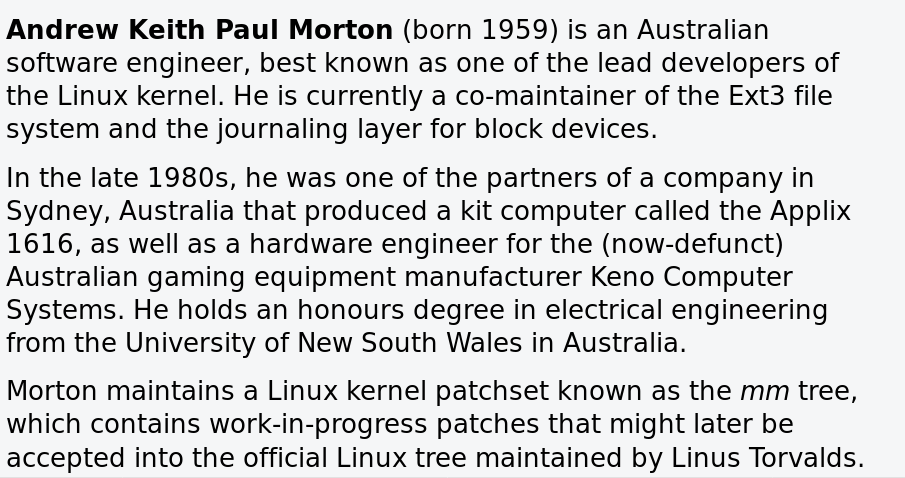 Andrew Keith Paul Morton (born 1959) is an Australian
software engineer, best known as one of the lead developers of
the Linux kernel. He is currently a co-maintainer of the Ext3 file
system and the journaling layer for block devices.
In the late 1980s, he was one of the partners of a company in
Sydney, Australia that produced a kit computer called the Applix
1616, as well as a hardware engineer for the (now-defunct)
Australian gaming equipment manufacturer Keno Computer
Systems. He holds an honours degree in electrical engineering
from the University of New South Wales in Australia.
Morton maintains a Linux kernel patchset known as the mm tree,
which contains work-in-progress patches that might later be
accepted into the official Linux tree maintained by Linus Torvalds.